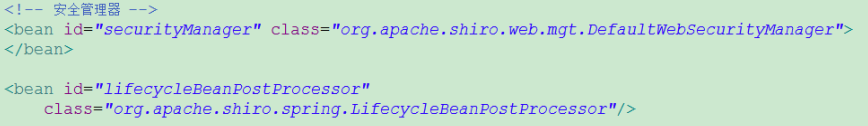 <!-- 安全管理器 -->
<bean id="securityManager" class="org.apache.shiro.web.mgt.DefaultWebSecurityManager">
</bean>
<bean id="lifecycleBeanPostProcessor"
class="org.apache.shiro.spring.LifecycleBeanPostProcessor"/>